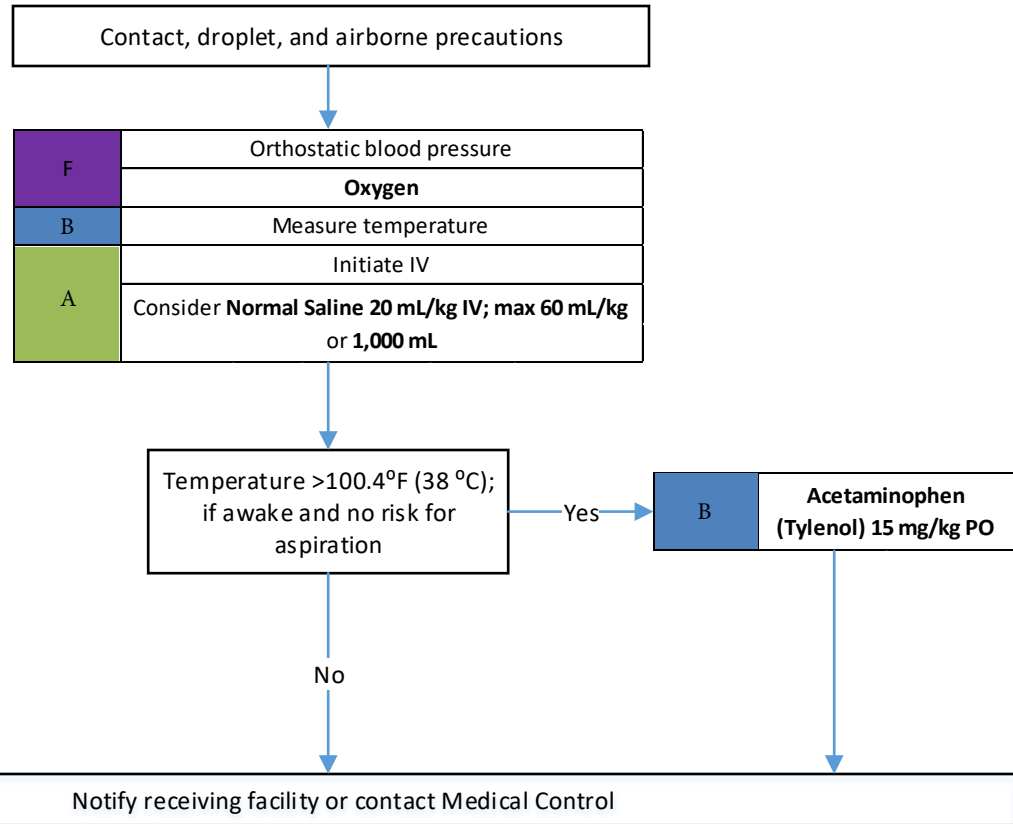 Contact, droplet, and airborne precautions
F
Orthostatic blood pressure
Oxygen
B
Measure temperature
A
Initiate IV
Consider Normal Saline 20 mL/kg IV; max 60 mL/kg
or 1,000 mL
Temperature >100.4⁰F (38 ⁰C);
if awake and no risk for
aspiration
Yes
B
Acetaminophen
(Tylenol) 15 mg/kg PO
No
Notify receiving facility or contact Medical Control